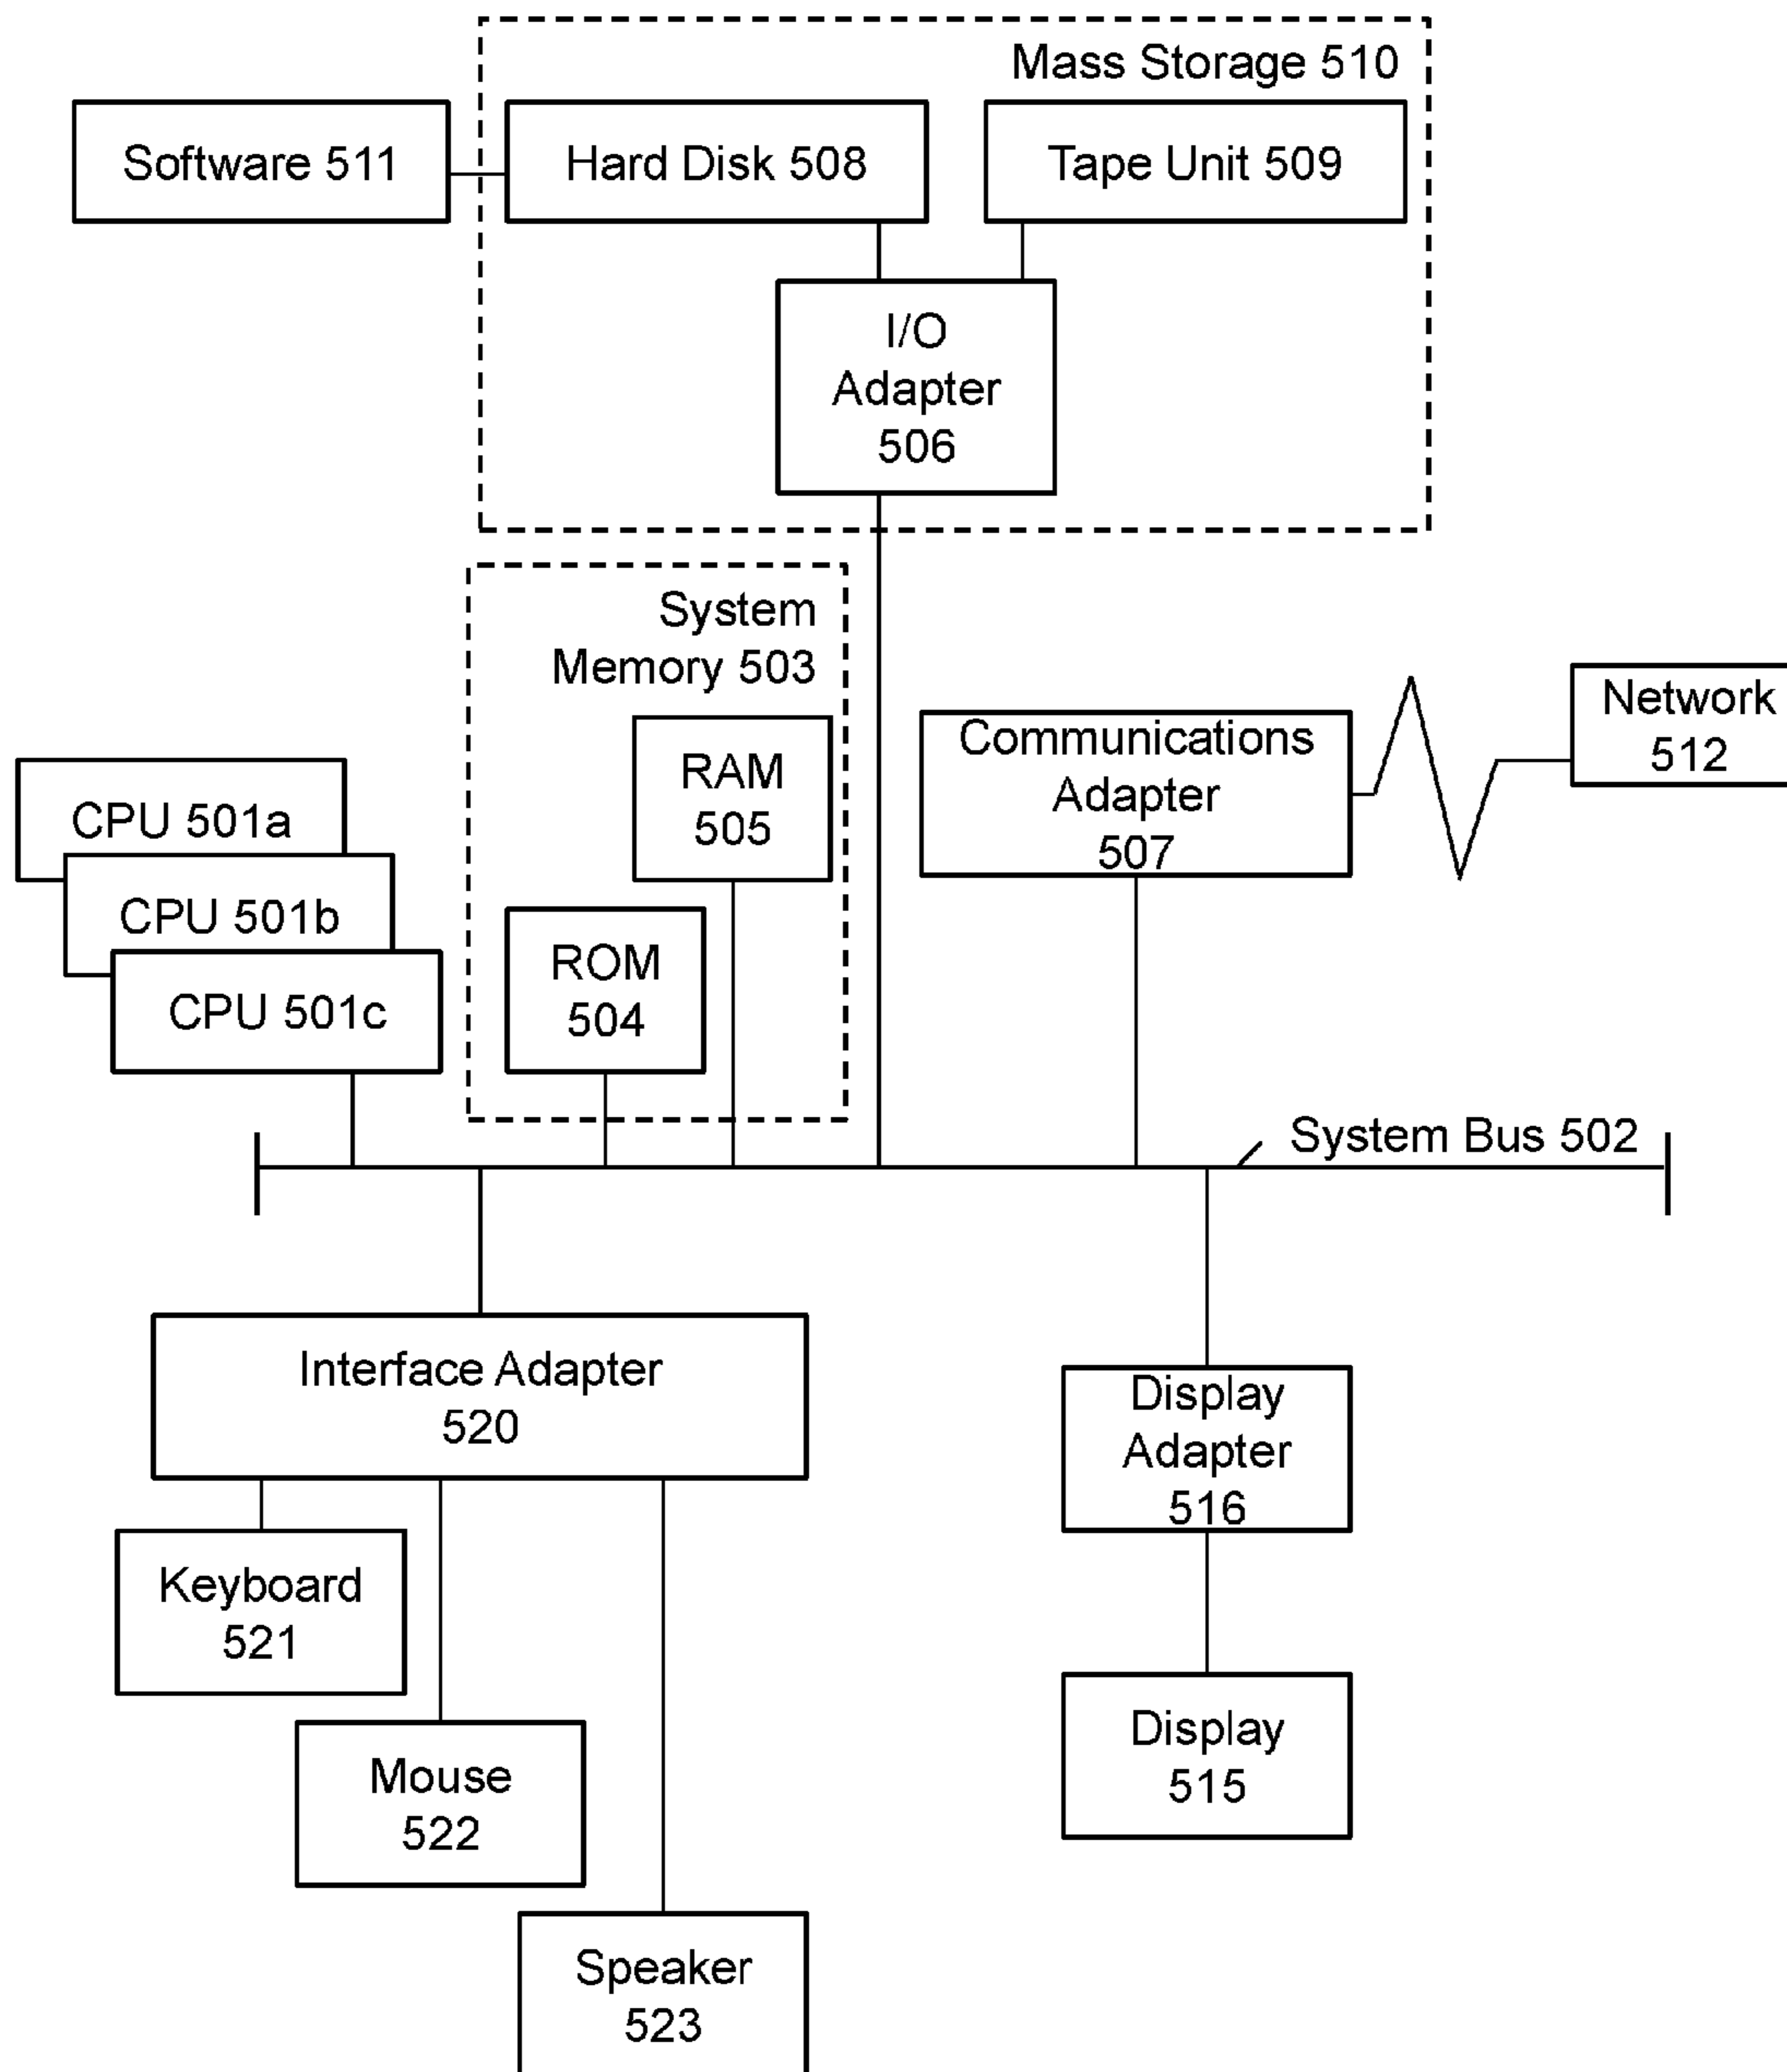 Mass Storage 510
Software 511
Hard Disk 508
Tape Unit 509
I/O
Adapter
506
System
Memory 503
RAM
505
ROM
504
Communications
Adapter
507
Network
512
CPU 501a
CPU 501b
CPU 501c
System Bus 502
Interface Adapter
520
Display
Adapter
516
Keyboard
521
Mouse
522
Display
515
Speaker
523